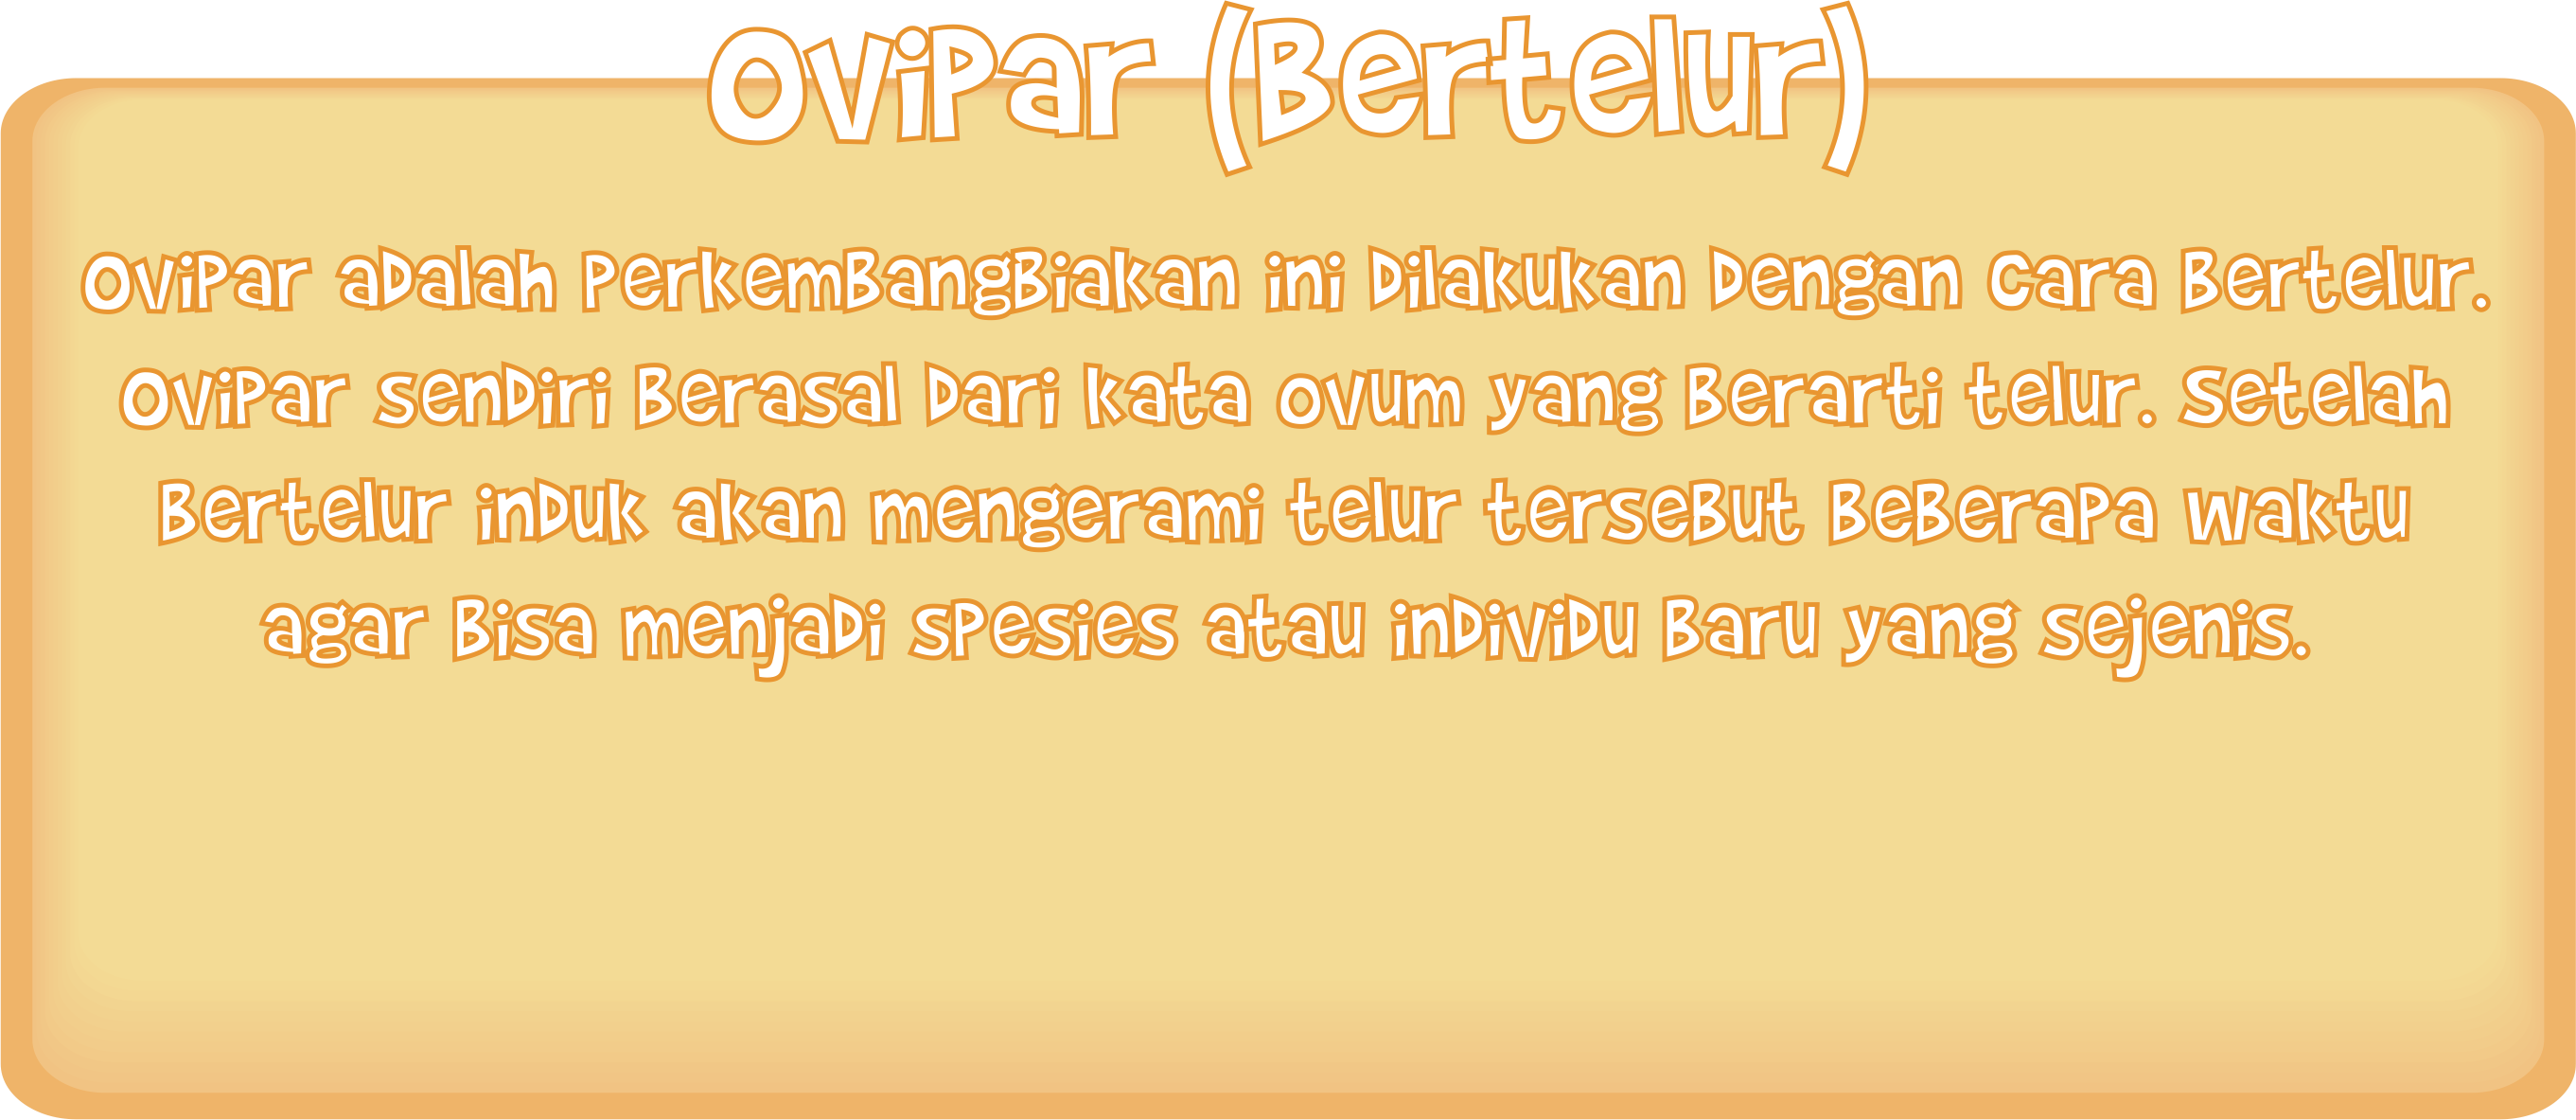 Ovipar (Bertelur)
Ovipar adalah perkembangbiakan ini dilakukan dengan cara bertelur.
Ovipar sendiri berasal dari kata ovum yang berarti telur. Setelah
bertelur induk akan mengerami telur tersebut beberapa waktu
agar bisa menjadi spesies atau individu baru yang sejenis.